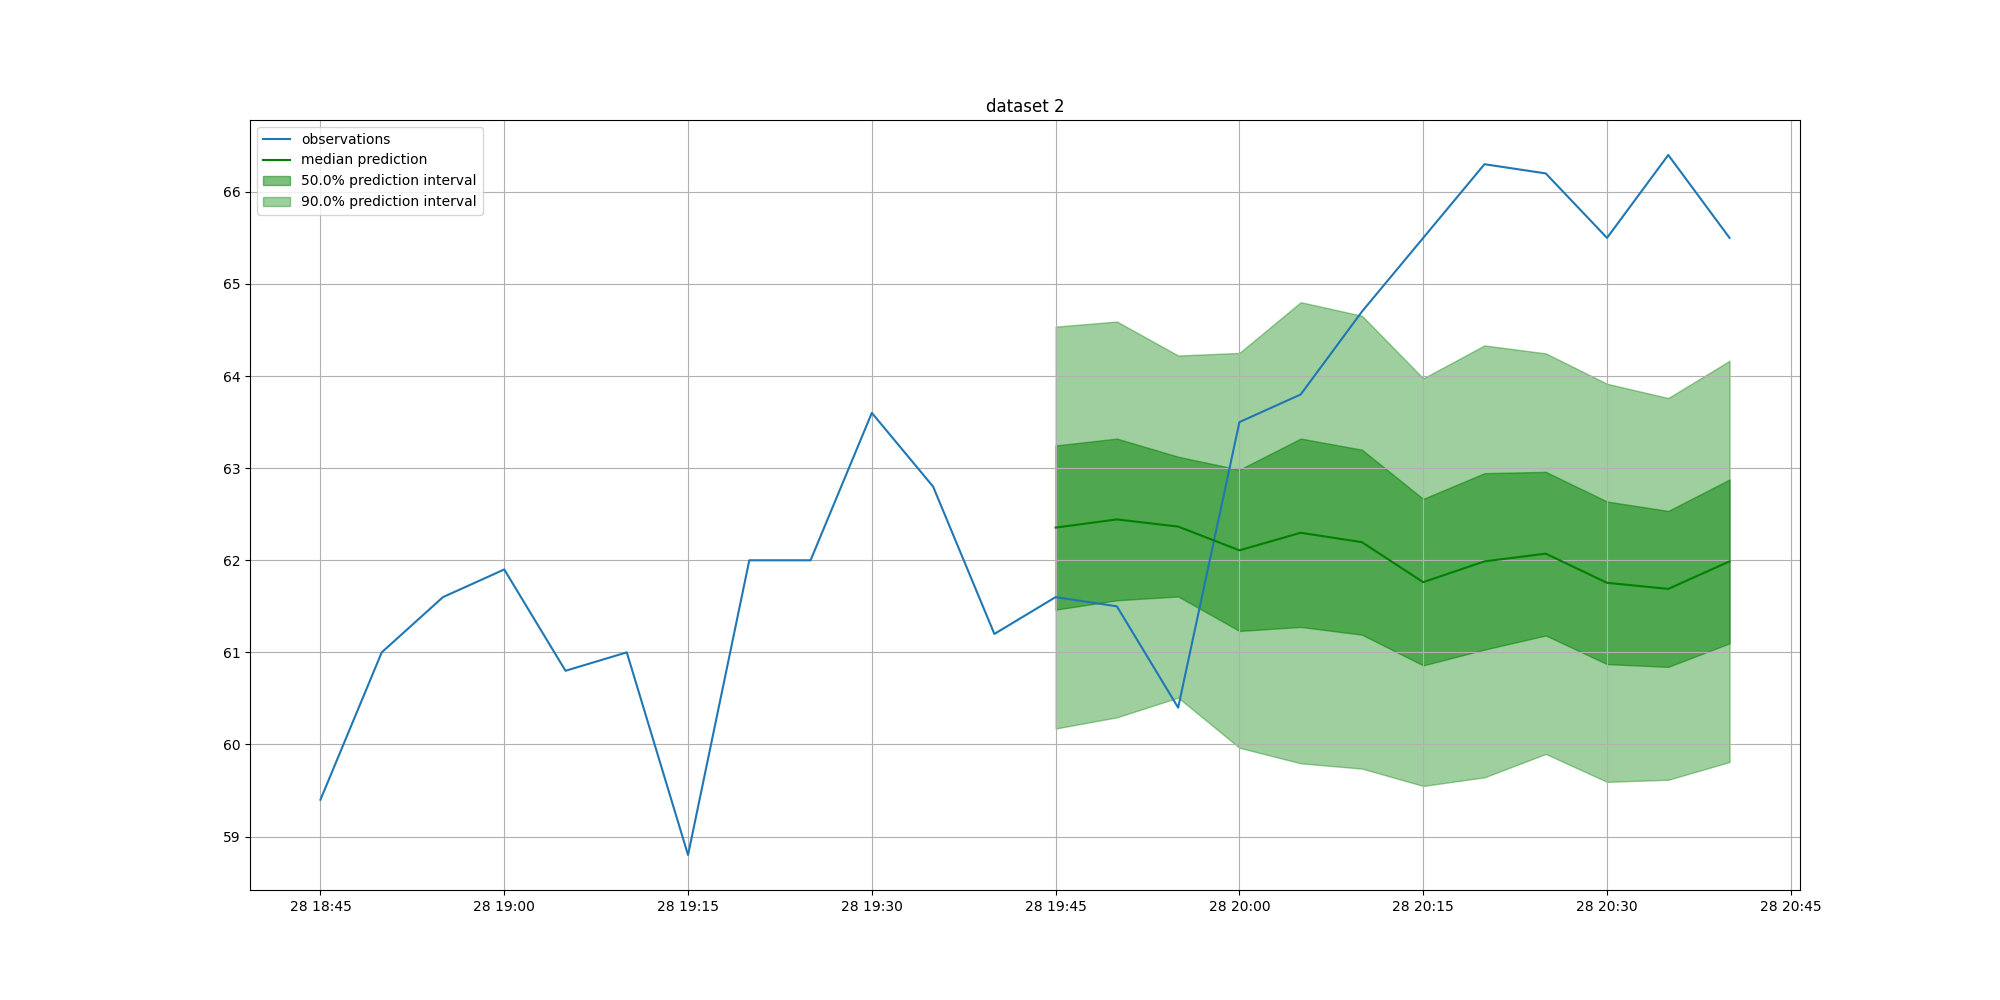 dataset 2
observations
median prediction
50.0% prediction interval
90.0% prediction interval
66
65
64
63
62
61
60
59
28 18:45 28 19:00 28 19:15 28 19:30 28 19:45 28 20:00 28 20:15 28 20:30 28 20:45